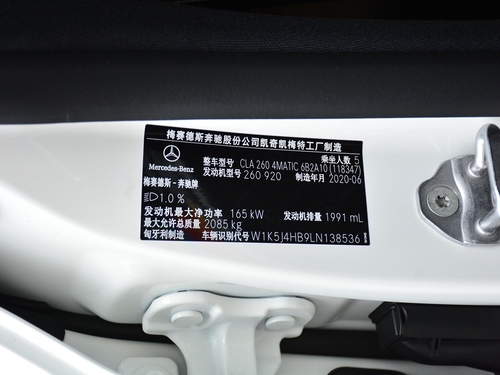 梅赛德斯奔驰股份公司凯奇凯梅特工厂制造
乘坐人数 5
整车型号 CLA 260 4MATIC 6B2A10 (118347)
Mercedes-Benz 发动机型号 260 920 制造年月 2020-06
梅赛德斯－奔驰牌
1.0 %
发动机最大净功率 165 kW 发动机排量 1991 mL
最大允许总质量 2085 kg
匈牙利制造 车辆识别代号 W1K5J4HB9LN138536